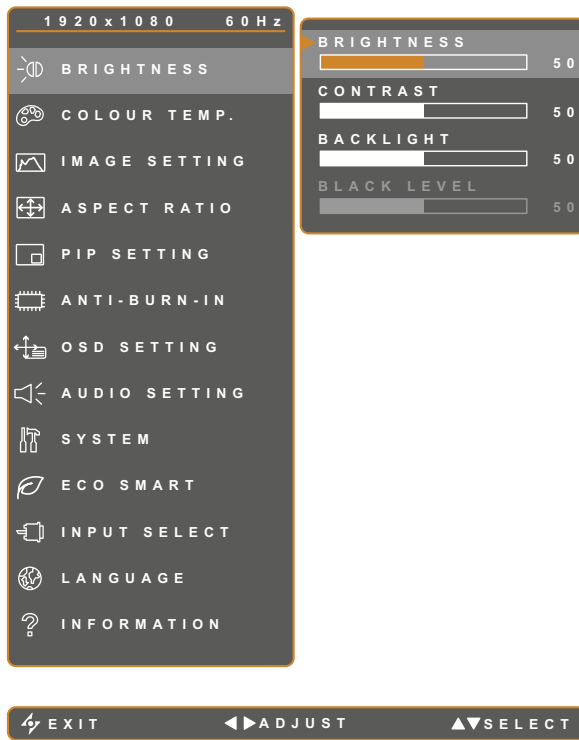 1920x1080 60Hz
BRIGHTNESS
COLOUR TEMP.
IMAGE SETTING
ASPECT RATIO
PIP SETTING
ANTI-BURN-IN
OSD SETTING
AUDIO SETTING
SYSTEM
ECO SMART
INPUT SELECT
LANGUAGE
INFORMATION
BRIGHTNESS
50
CONTRAST
50
BACKLIGHT
50
BLACK LEVEL
50
EXIT ADJUST SELECT